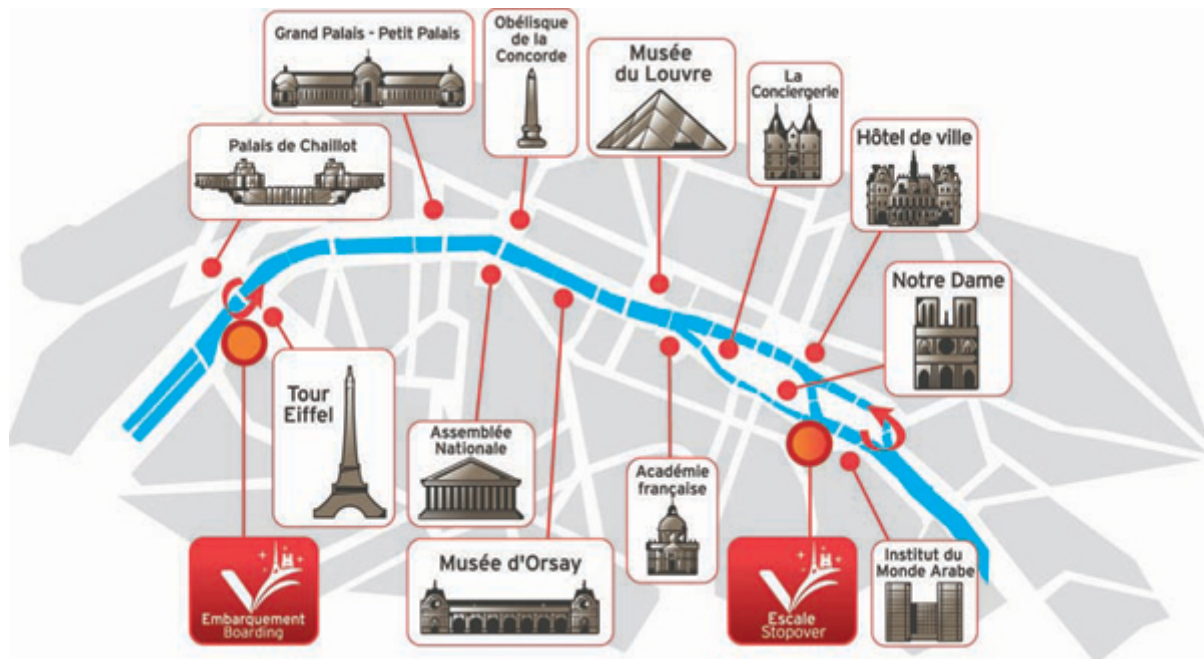 Grand Palais - Petit Palais
Obélisque
de la
Concorde
Musée
du Louvre
La
Conciergerie
Hôtel de ville
Palais de Chaillot
Notre Dame
Tour
Eiffel
Assemblée
Nationale
Académie
française
Musée d'Orsay
Embarquement
Boarding
Escale
Stopover
Institut du
Monde Arabe